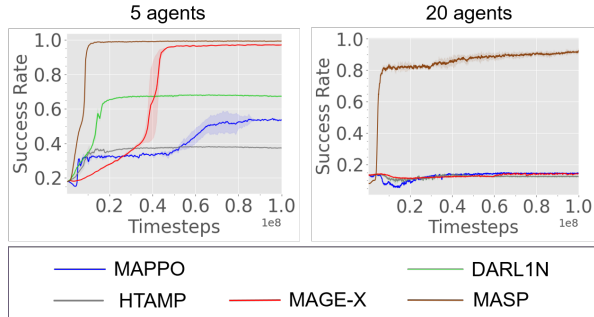 5 agents
20 agents
Success Rate
1.0
0.8
0.6
0.4
0.2
0.2 0.4 0.6 0.8 1.0
1e8
Timesteps
Success Rate
1.0
0.8
0.6
0.4
0.2
0.2 0.4 0.6 0.8 1.0
1e8
Timesteps
MAPPO DARL1N
HTAMP MAGE-X MASP